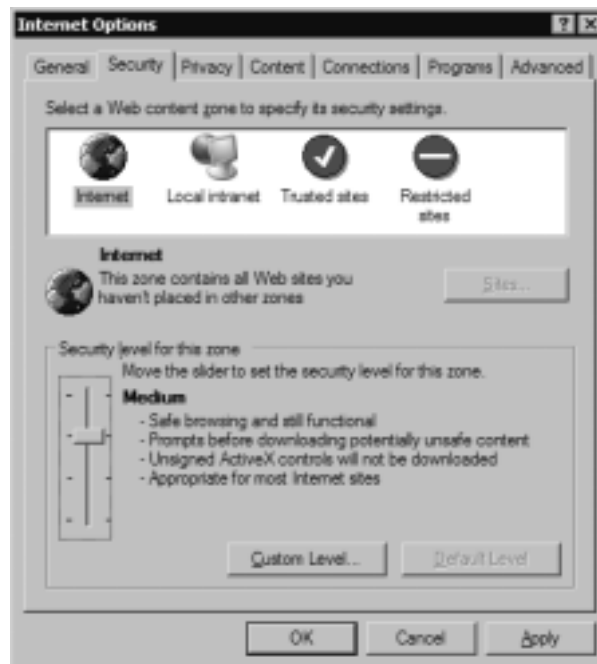 Internet Options
General Security Privacy Content Connections Programs Advanced
Select a Web content zone to specify its security settings.
Internet Local intranet Trusted sites Restricted sites
Internet
This zone contains all Web sites you
haven't placed in other zones
Sites...
Security level for this zone
Move the slider to set the security level for this zone.
Medium
- Safe browsing and still functional
- Prompts before downloading potentially unsafe content
- Unsigned ActiveX controls will not be downloaded
- Appropriate for most Internet sites
Custom Level... Default Level
OK Cancel Apply